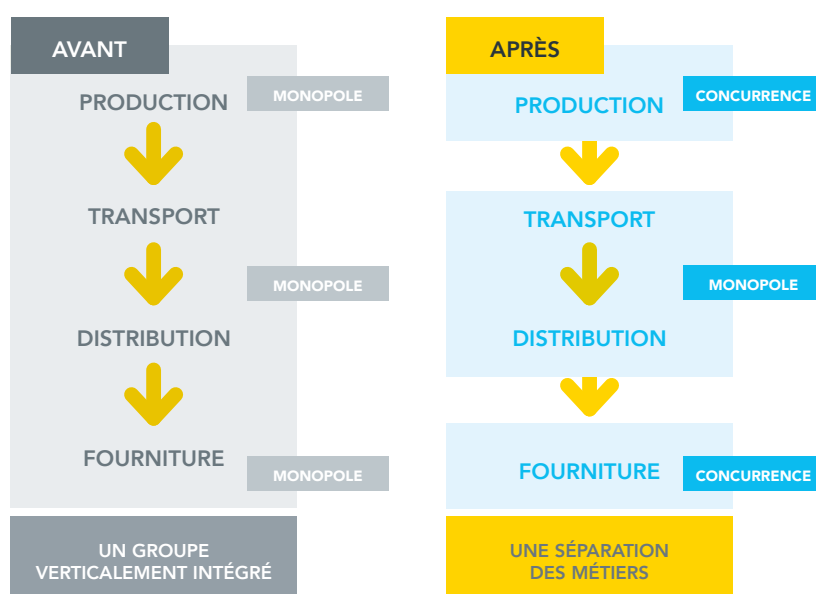 AVANT
PRODUCTION
MONOPOLE
TRANSPORT
MONOPOLE
DISTRIBUTION
FOURNITURE
MONOPOLE
UN GROUPE
VERTICALEMENT INTÉGRÉ
APRÈS
PRODUCTION
CONCURRENCE
TRANSPORT
MONOPOLE
DISTRIBUTION
FOURNITURE
CONCURRENCE
UNE SÉPARATION
DES MÉTIERS